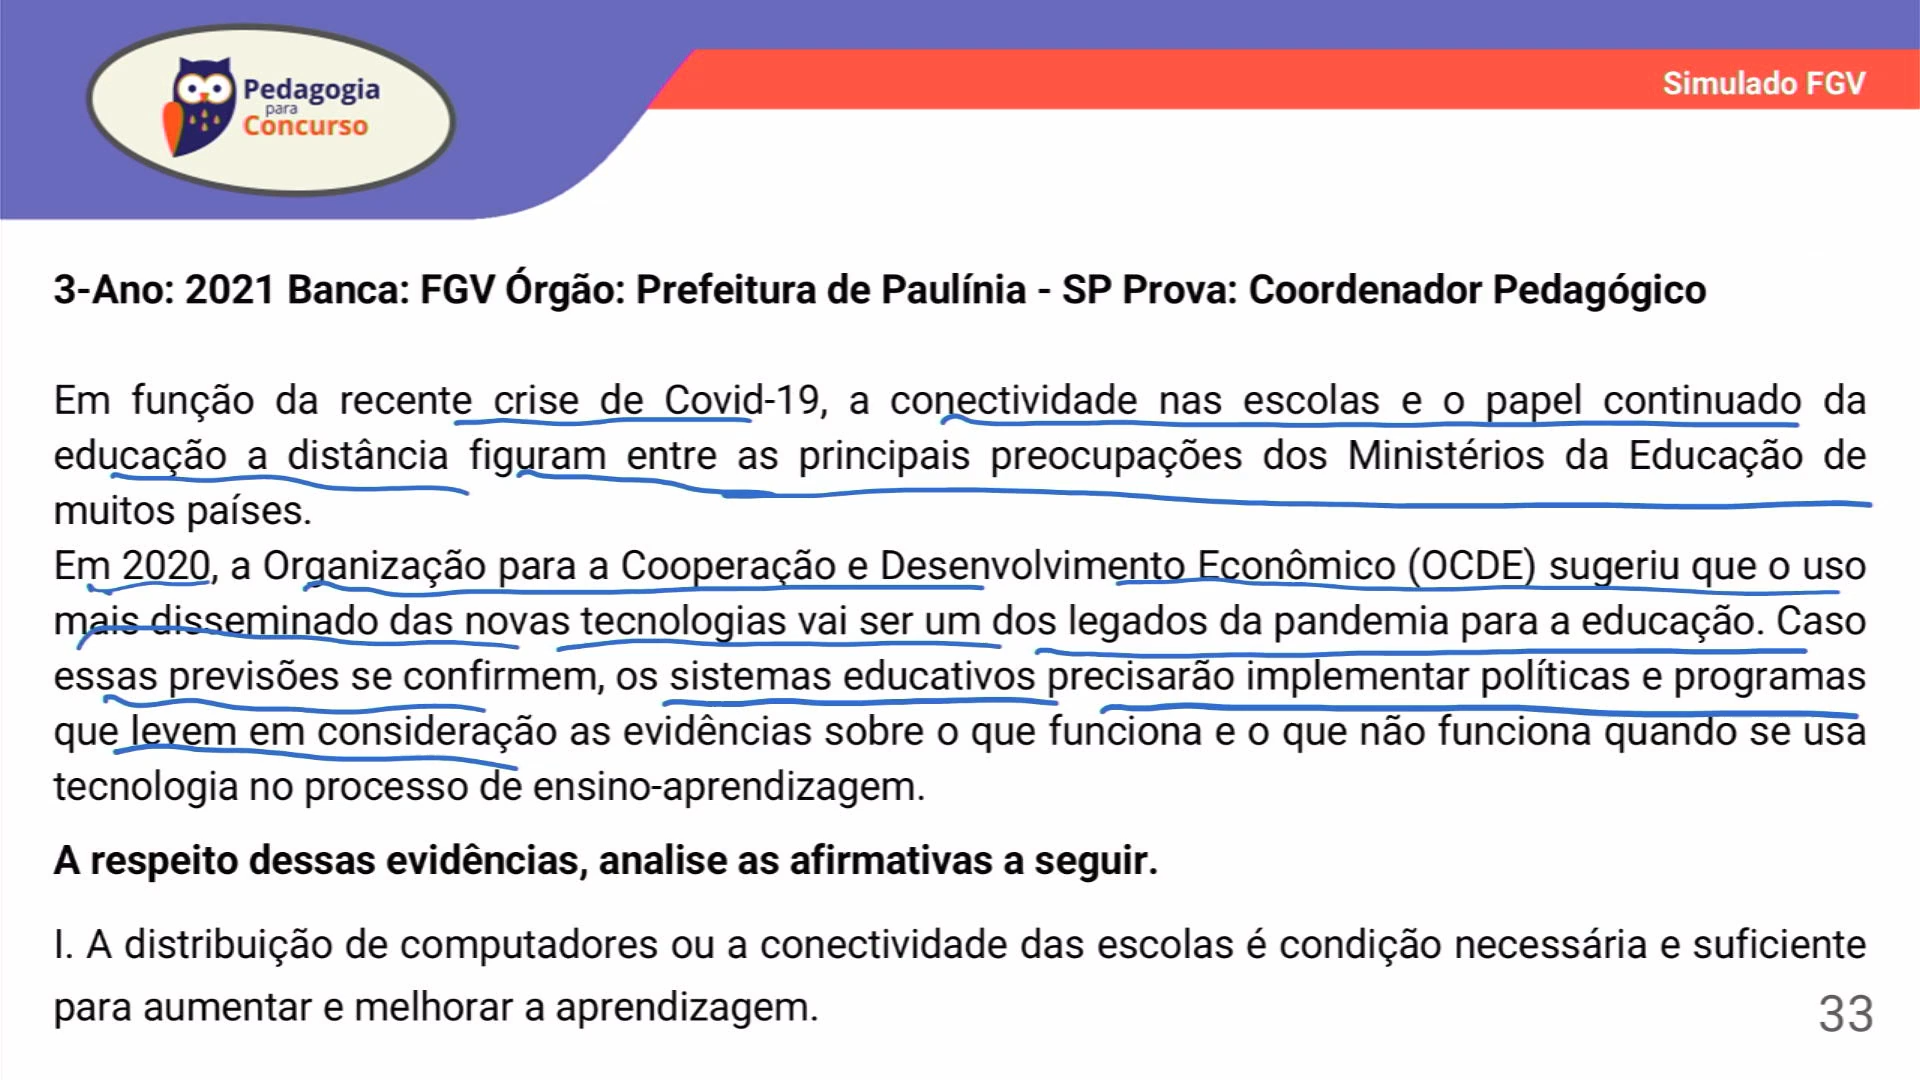 Pedagogia
para
Concurso
Simulado FGV
3-Ano: 2021 Banca: FGV Órgão: Prefeitura de Paulínia - SP Prova: Coordenador Pedagógico
Em função da recente crise de Covid-19, a conectividade nas escolas e o papel continuado da
educação a distância figuram entre as principais preocupações dos Ministérios da Educação de
muitos países.
Em 2020, a Organização para a Cooperação e Desenvolvimento Econômico (OCDE) sugeriu que o uso
mais disseminado das novas tecnologias vai ser um dos legados da pandemia para a educação. Caso
essas previsões se confirmem, os sistemas educativos precisarão implementar políticas e programas
que levem em consideração as evidências sobre o que funciona e o que não funciona quando se usa
tecnologia no processo de ensino-aprendizagem.
A respeito dessas evidências, analise as afirmativas a seguir.
I. A distribuição de computadores ou a conectividade das escolas é condição necessária e suficiente
para aumentar e melhorar a aprendizagem.
33